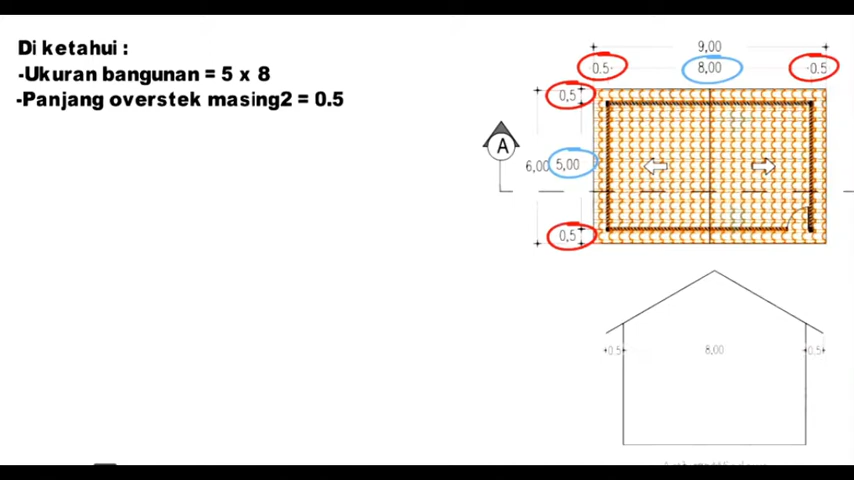 Di ketahui :
-Ukuran bangunan = 5 x 8
-Panjang overstek masing2 = 0.5
9,00
0.5 8,00 0.5
0,5
A
6,00 5,00
0,5
0.5 8,00 0.5